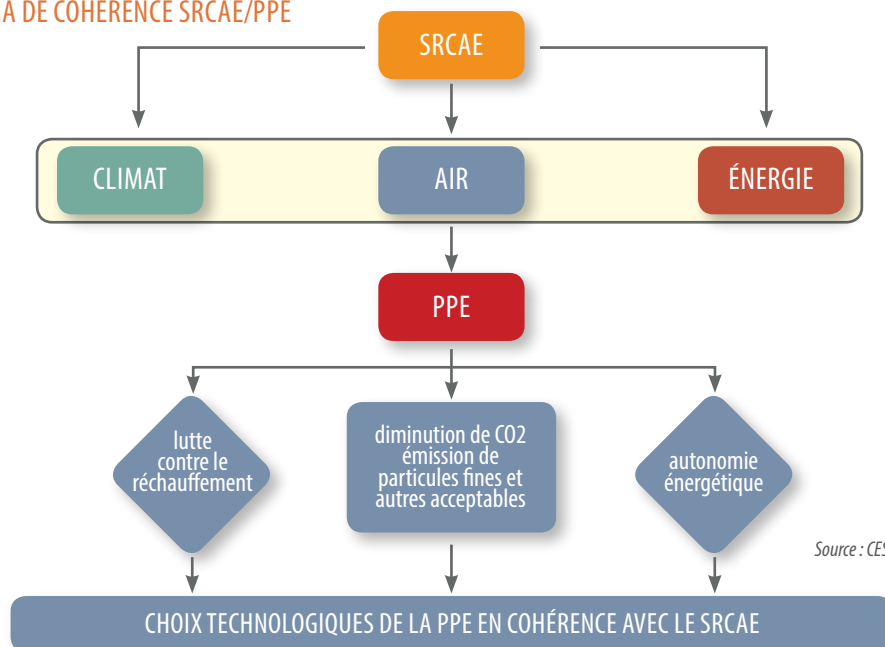 DE COHÉRENCE SRCAE/PPE
SRCAE
CLIMAT
AIR
ÉNERGIE
PPE
lutte
contre le
réchauffement
diminution de CO2
émission de
particules fines et
autres acceptables
autonomie
énergétique
Source : CES
CHOIX TECHNOLOGIQUES DE LA PPE EN COHÉRENCE AVEC LE SRCAE